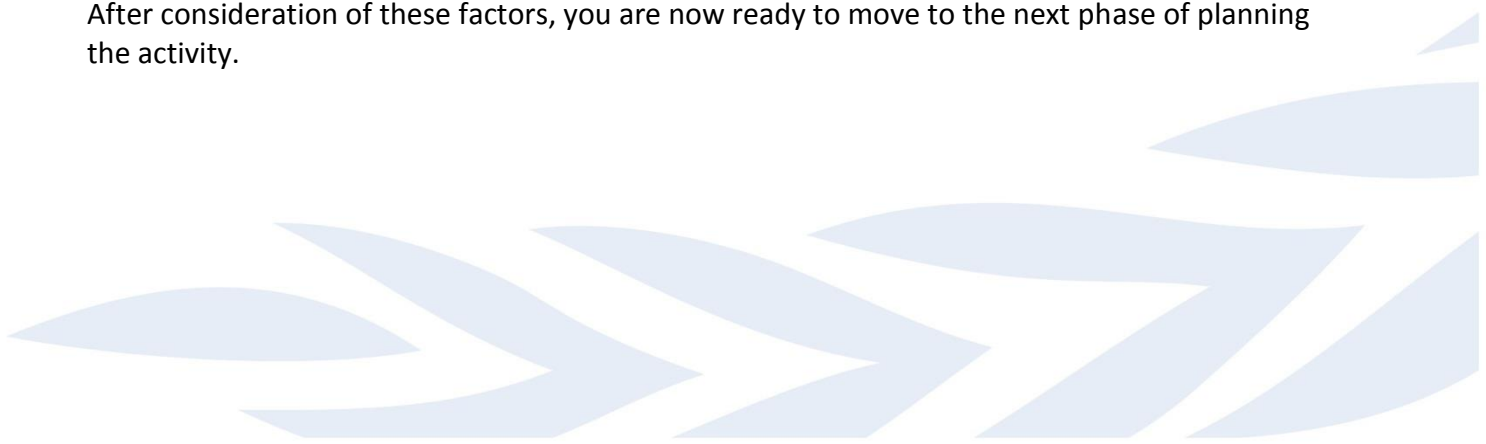 After consideration of these factors, you are now ready to move to the next phase of planning
the activity.